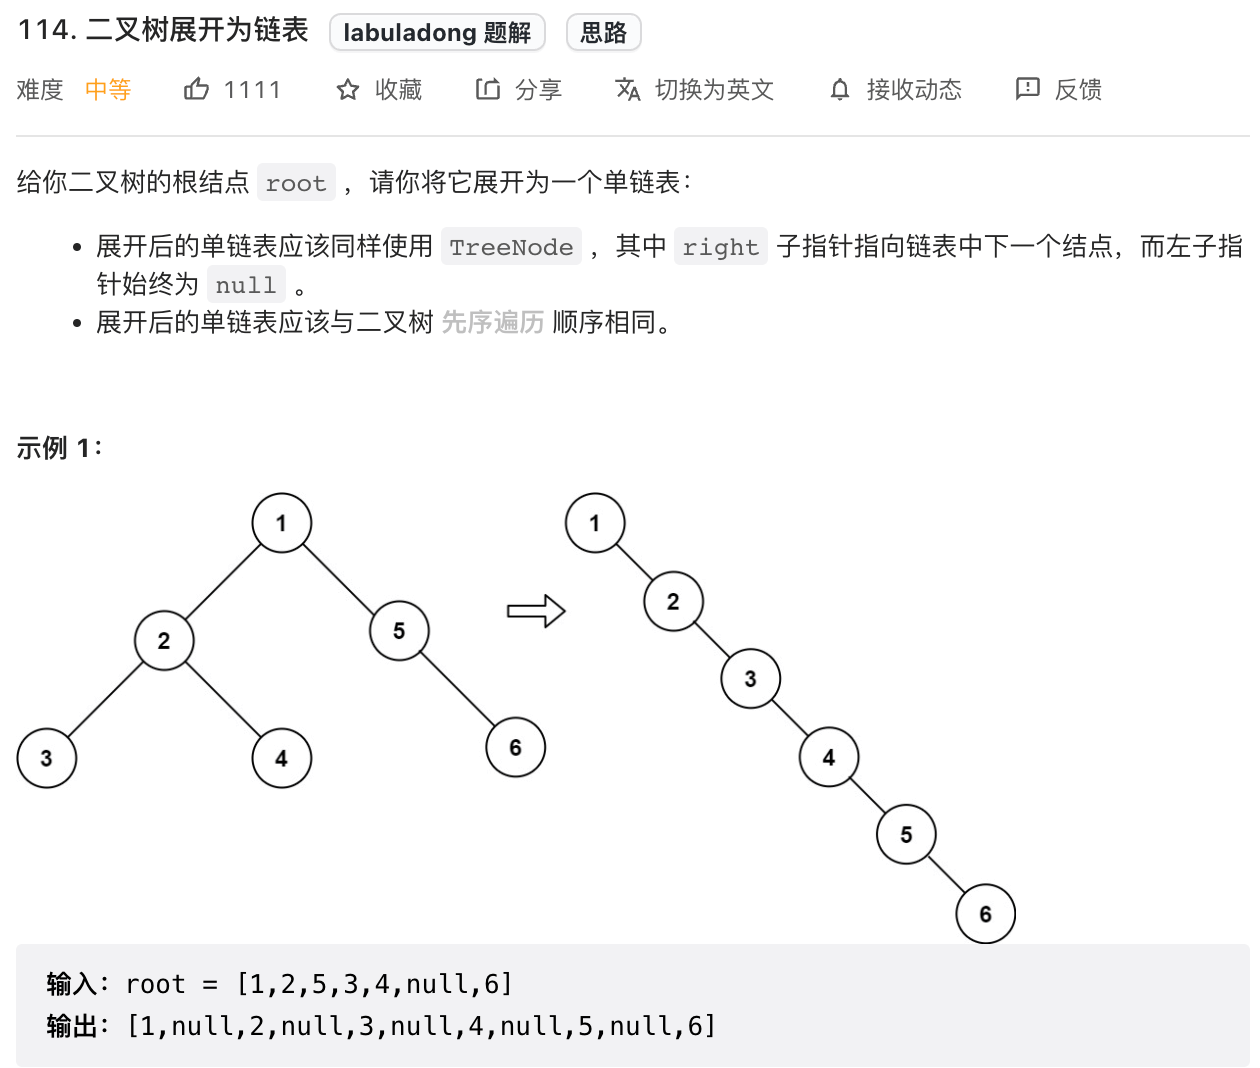 114. 二叉树展开为链表 labuladong 题解 思路
难度 中等 1111 收藏 分享 切换为英文 接收动态 反馈
给你二叉树的根结点 root ，请你将它展开为一个单链表：
• 展开后的单链表应该同样使用 TreeNode ，其中 right 子指针指向链表中下一个结点，而左子指
针始终为 null 。
• 展开后的单链表应该与二叉树 先序遍历 顺序相同。
示例 1：
1 1
2 5 2
3 4 6 3
4
5
6
输入：root = [1,2,5,3,4,null,6]
输出：[1,null,2,null,3,null,4,null,5,null,6]